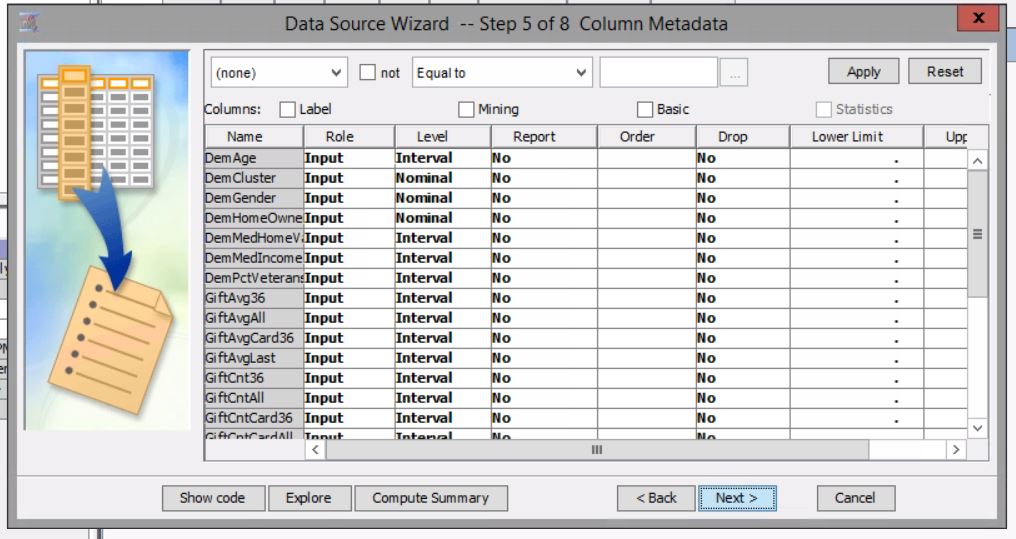 Data Source Wizard -- Step 5 of 8 Column Metadata
x
(none) not Equal to ... Apply Reset
Columns: Label Mining Basic Statistics
Name Role Level Report Order Drop Lower Limit Upp
DemAge Input Interval No No .
DemCluster Input Nominal No No .
DemGender Input Nominal No No .
DemHomeOwne Input Nominal No No .
DemMedHomeVa Input Interval No No .
DemMedIncome Input Interval No No .
DemPctVeterans Input Interval No No .
GiftAvg36 Input Interval No No .
GiftAvgAll Input Interval No No .
GiftAvgCard36 Input Interval No No .
GiftAvgLast Input Interval No No .
GiftCnt36 Input Interval No No .
GiftCntAll Input Interval No No .
GiftCntCard36 Input Interval No No .
GiftCntCardAll Input Interval No No
Show code Explore Compute Summary < Back Next > Cancel